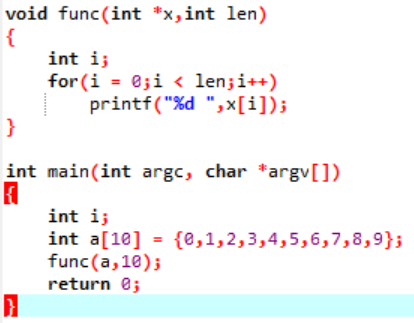 void func(int *x,int len)
{
    int i;
    for(i = 0;i < len;i++)
        printf("%d ",x[i]);
}

int main(int argc, char *argv[])
{
    int i;
    int a[10] = {0,1,2,3,4,5,6,7,8,9};
    func(a,10);
    return 0;
}